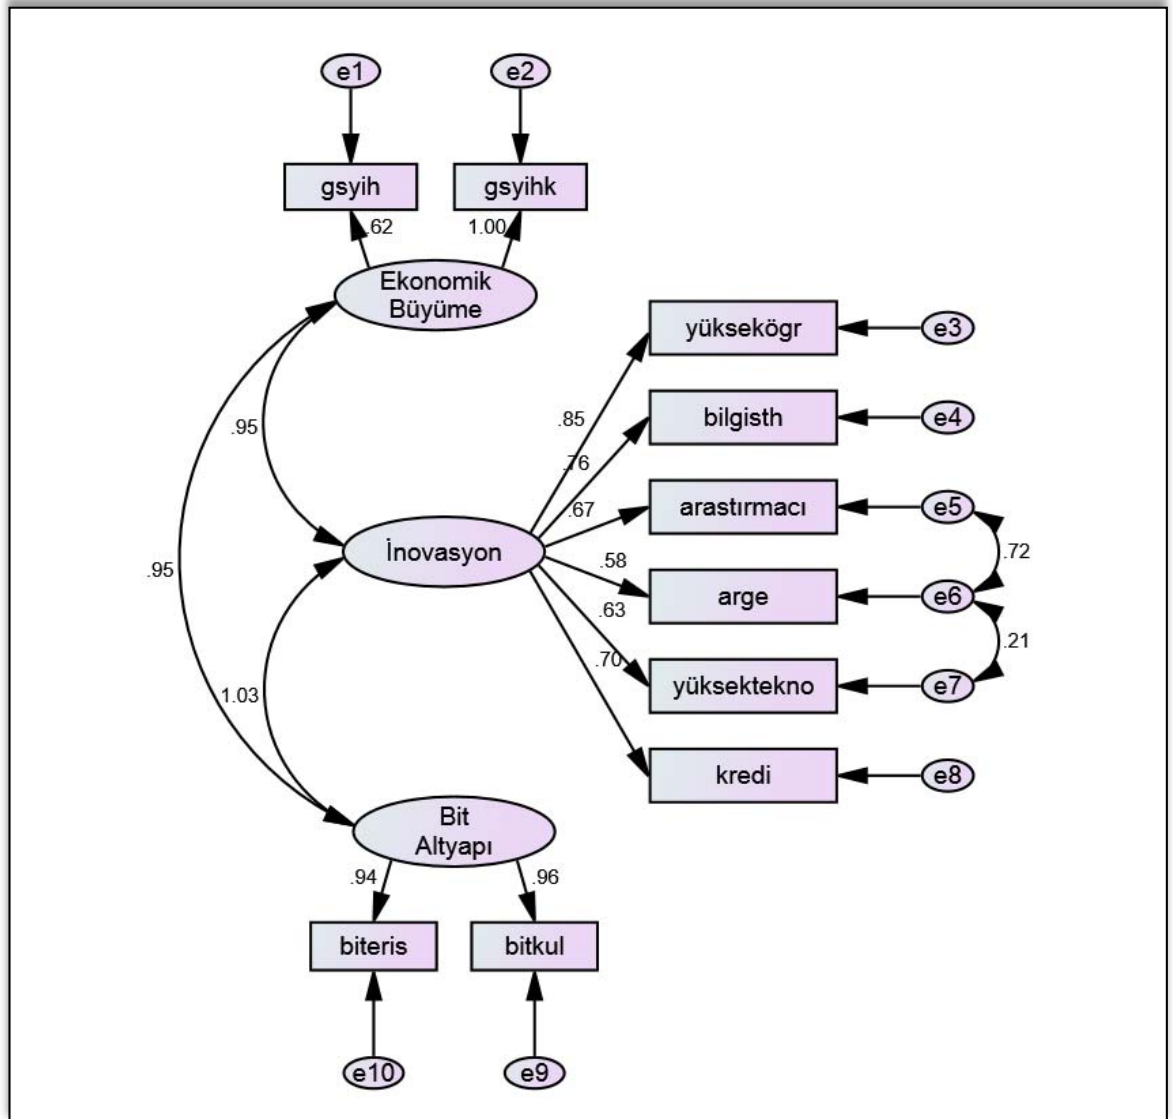 e1
e2
gsyih
gsyihk
.62
1.00
Ekonomik
Büyüme
yüksekögr
e3
.85
.95
bilgisth
e4
.76
.67
arastırmacı
e5
İnovasyon
.72
.58
.95
arge
e6
.63
.21
.70
yüksektekno
e7
1.03
kredi
e8
Bit
Altyapı
.94
.96
biteris
bitkul
e10
e9